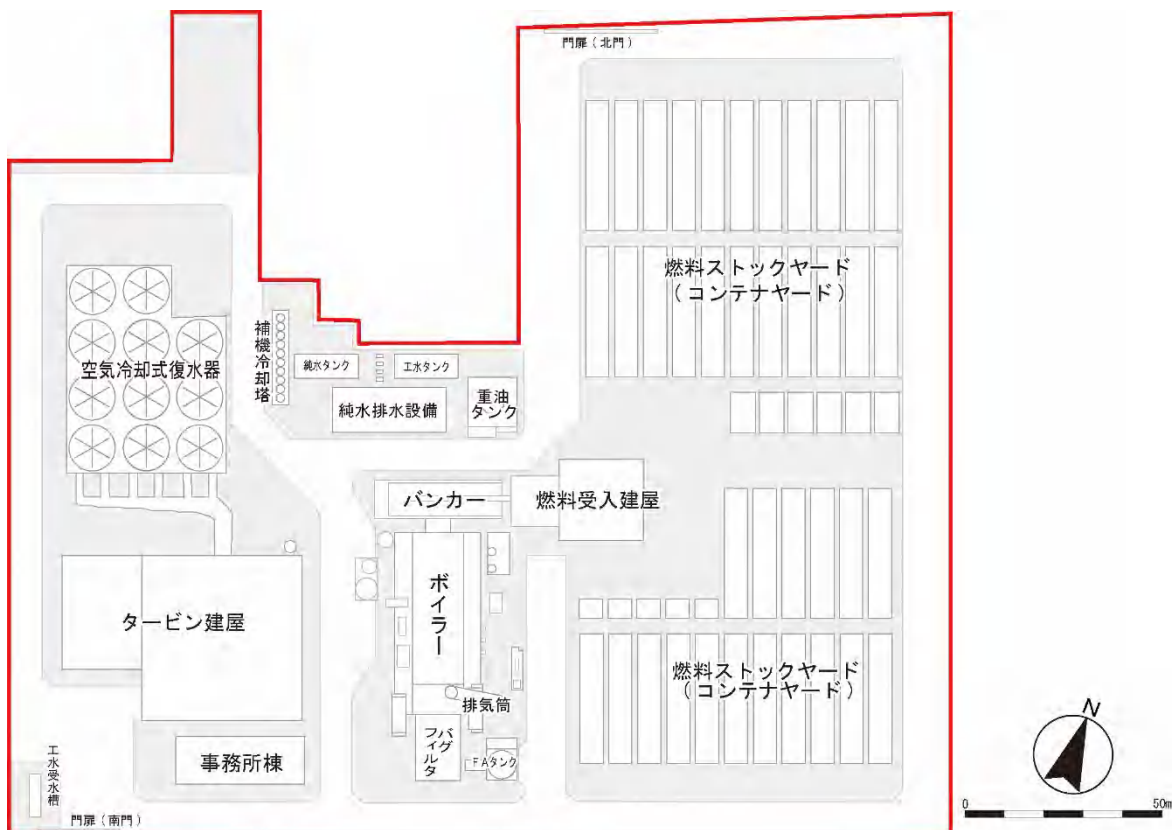 門扉(北門)
燃料ストックヤード
(コンテナヤード)
補機冷却塔
純水タンク
工水タンク
空気冷却式復水器
純水排水設備
重油
タンク
バンカー
燃料受入建屋
ボイラー
タービン建屋
燃料ストックヤード
(コンテナヤード)
排気筒
バグ
フィルタ
FAタンク
事務所棟
工水受水槽
門扉(南門)
N
0
50m